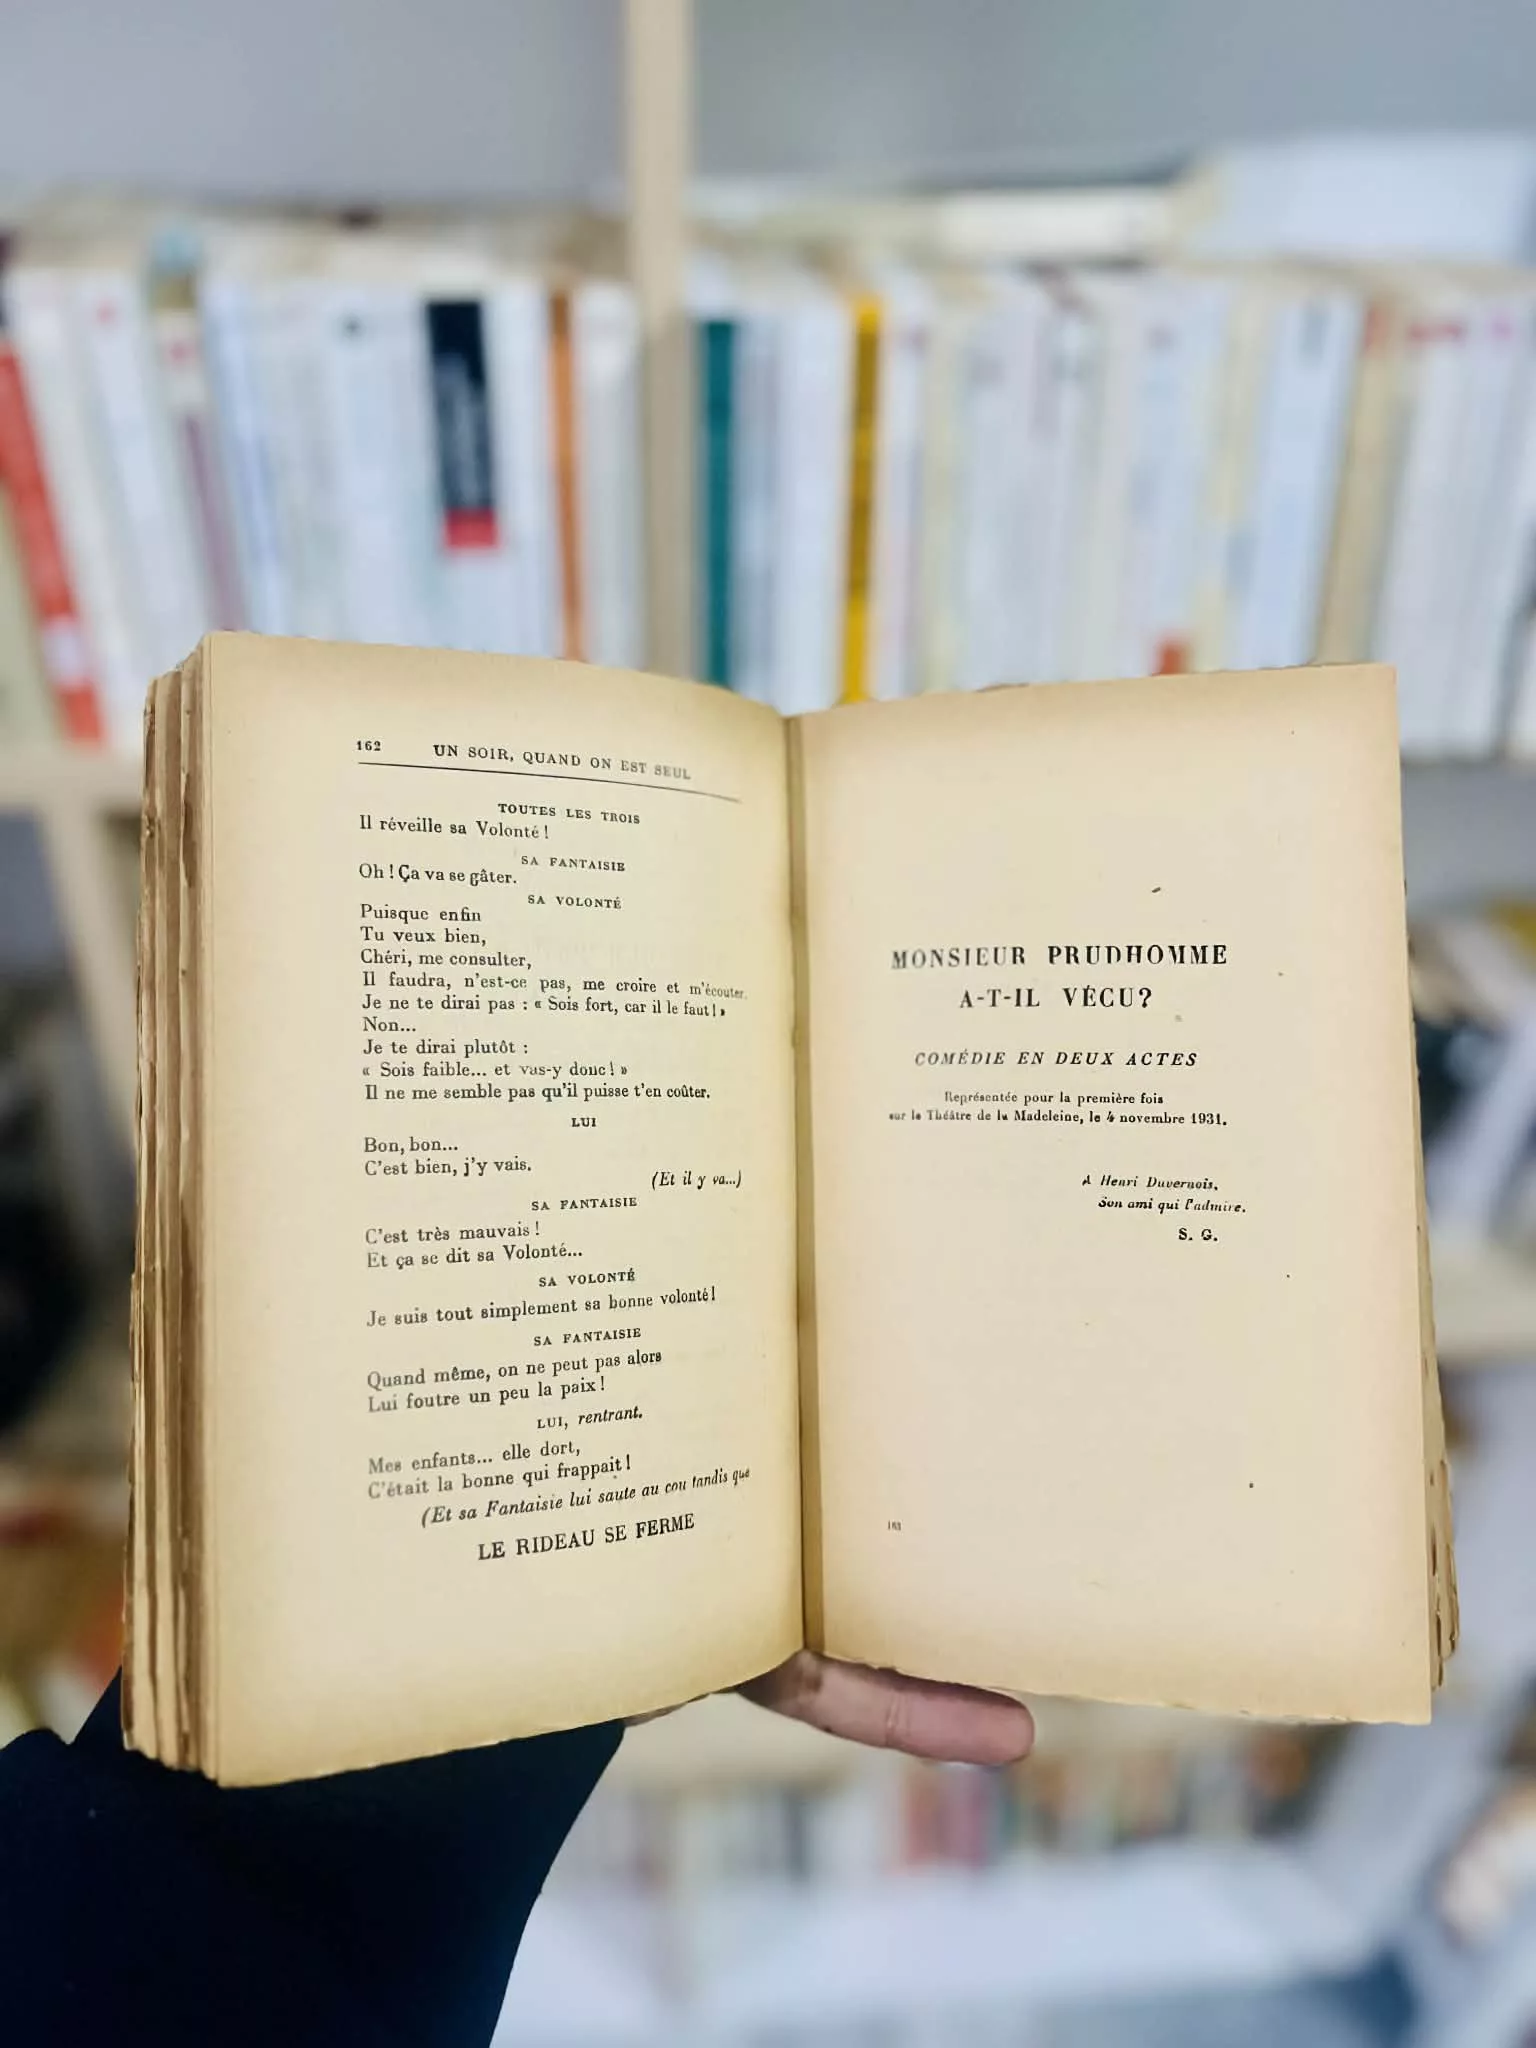 162 UN SOIR, QUAND ON EST SEUL
TOUTES LES TROIS
Il réveille sa Volonté !
SA FANTAISIE
Oh ! Ça va se gâter.
SA VOLONTÉ
Puisque enfin
Tu veux bien,
Chéri, me consulter,
Il faudra, n'est-ce pas, me croire et m'écouter.
Je ne te dirai pas : « Sois fort, car il le faut ! »
Non...
Je te dirai plutôt :
« Sois faible... et vas-y donc ! »
Il ne me semble pas qu'il puisse t'en coûter.
LUI
Bon, bon...
C'est bien, j'y vais.
(Et il y va...)
SA FANTAISIE
C'est très mauvais !
Et ça se dit sa Volonté...
SA VOLONTÉ
Je suis tout simplement sa bonne volonté !
SA FANTAISIE
Quand même, on ne peut pas alors
Lui foutre un peu la paix !
LUI, rentrant.
Mes enfants... elle dort,
C'était la bonne qui frappait !
(Et sa Fantaisie lui saute au cou tandis que
LE RIDEAU SE FERME
MONSIEUR PRUDHOMME
A-T-IL VÉCU?
COMÉDIE EN DEUX ACTES
Représentée pour la première fois
sur le Théâtre de la Madeleine, le 4 novembre 1931.
A Henri Duvernois,
Son ami qui l'admire.
S. G.
163